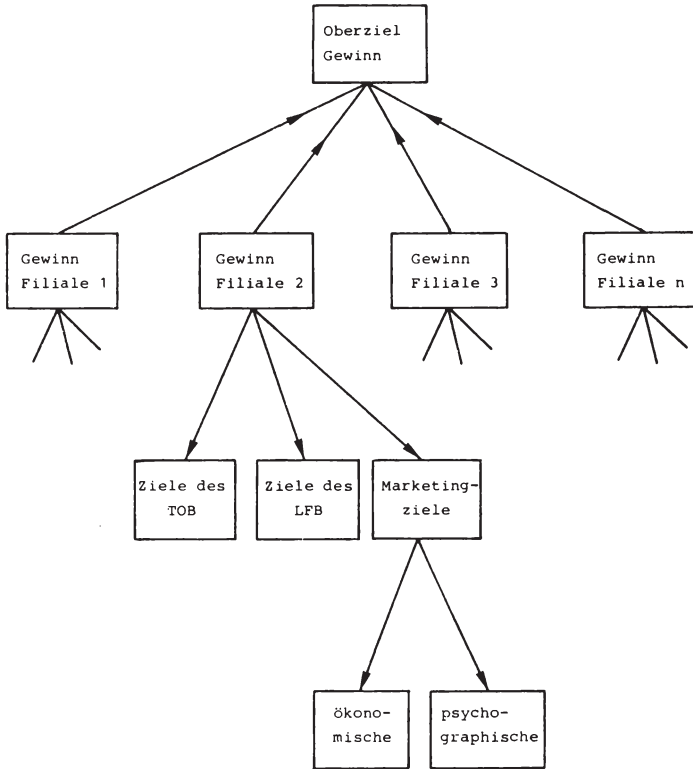 Oberziel
Gewinn
Gewinn
Filiale 1
Gewinn
Filiale 2
Gewinn
Filiale 3
Gewinn
Filiale n
Ziele des
TOB
Ziele des
LFB
Marketing-
ziele
ökono-
mische
psycho-
graphische